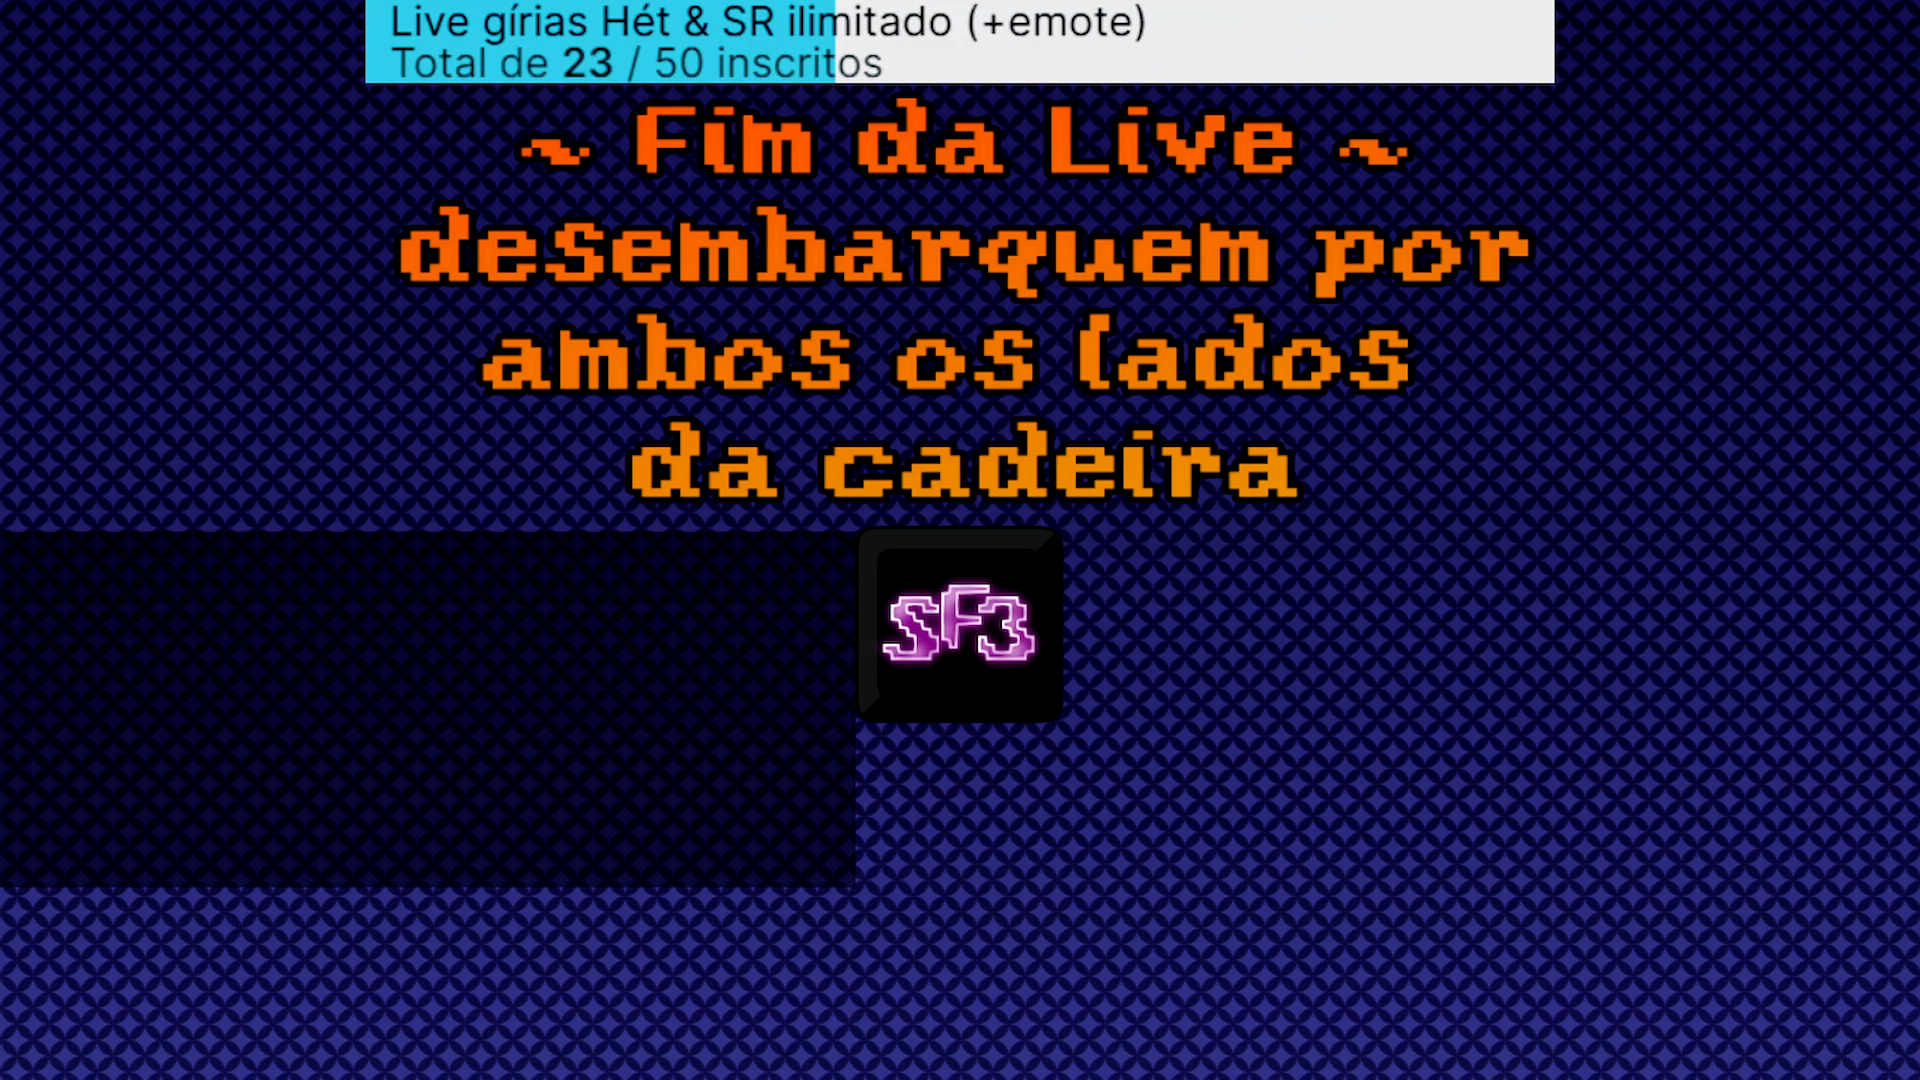 Live gírias Hét & SR ilimitado (+emote)
Total de 23 / 50 inscritos
~ Fim da Live ~
desembarquem por
ambos os lados
da cadeira
SF3